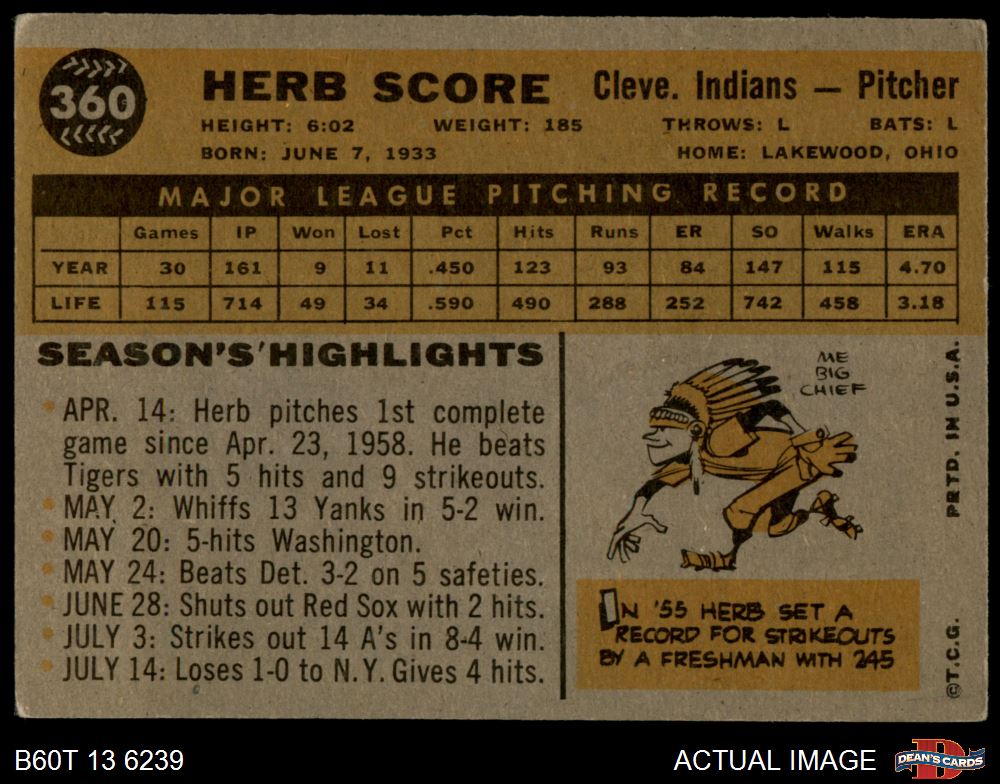 360
HERB SCORE Cleve. Indians — Pitcher
HEIGHT: 6:02 WEIGHT: 185 THROWS: L BATS: L
BORN: JUNE 7, 1933 HOME: LAKEWOOD, OHIO
MAJOR LEAGUE PITCHING RECORD
Games IP Won Lost Pct Hits Runs ER SO Walks ERA
YEAR 30 161 9 11 .450 123 93 84 147 115 4.70
LIFE 115 714 49 34 .590 490 288 252 742 458 3.18
SEASON'S HIGHLIGHTS
APR. 14: Herb pitches 1st complete
game since Apr. 23, 1958. He beats
Tigers with 5 hits and 9 strikeouts.
MAY 2: Whiffs 13 Yanks in 5-2 win.
MAY 20: 5-hits Washington.
MAY 24: Beats Det. 3-2 on 5 safeties.
JUNE 28: Shuts out Red Sox with 2 hits.
JULY 3: Strikes out 14 A's in 8-4 win.
JULY 14: Loses 1-0 to N.Y. Gives 4 hits.
ME
BIG
CHIEF
IN '55 HERB SET A
RECORD FOR STRIKEOUTS
BY A FRESHMAN WITH 245
PRTD. IN U.S.A.
©T.C.G.
B60T 13 6239 ACTUAL IMAGE
D
DEAN'S CARDS